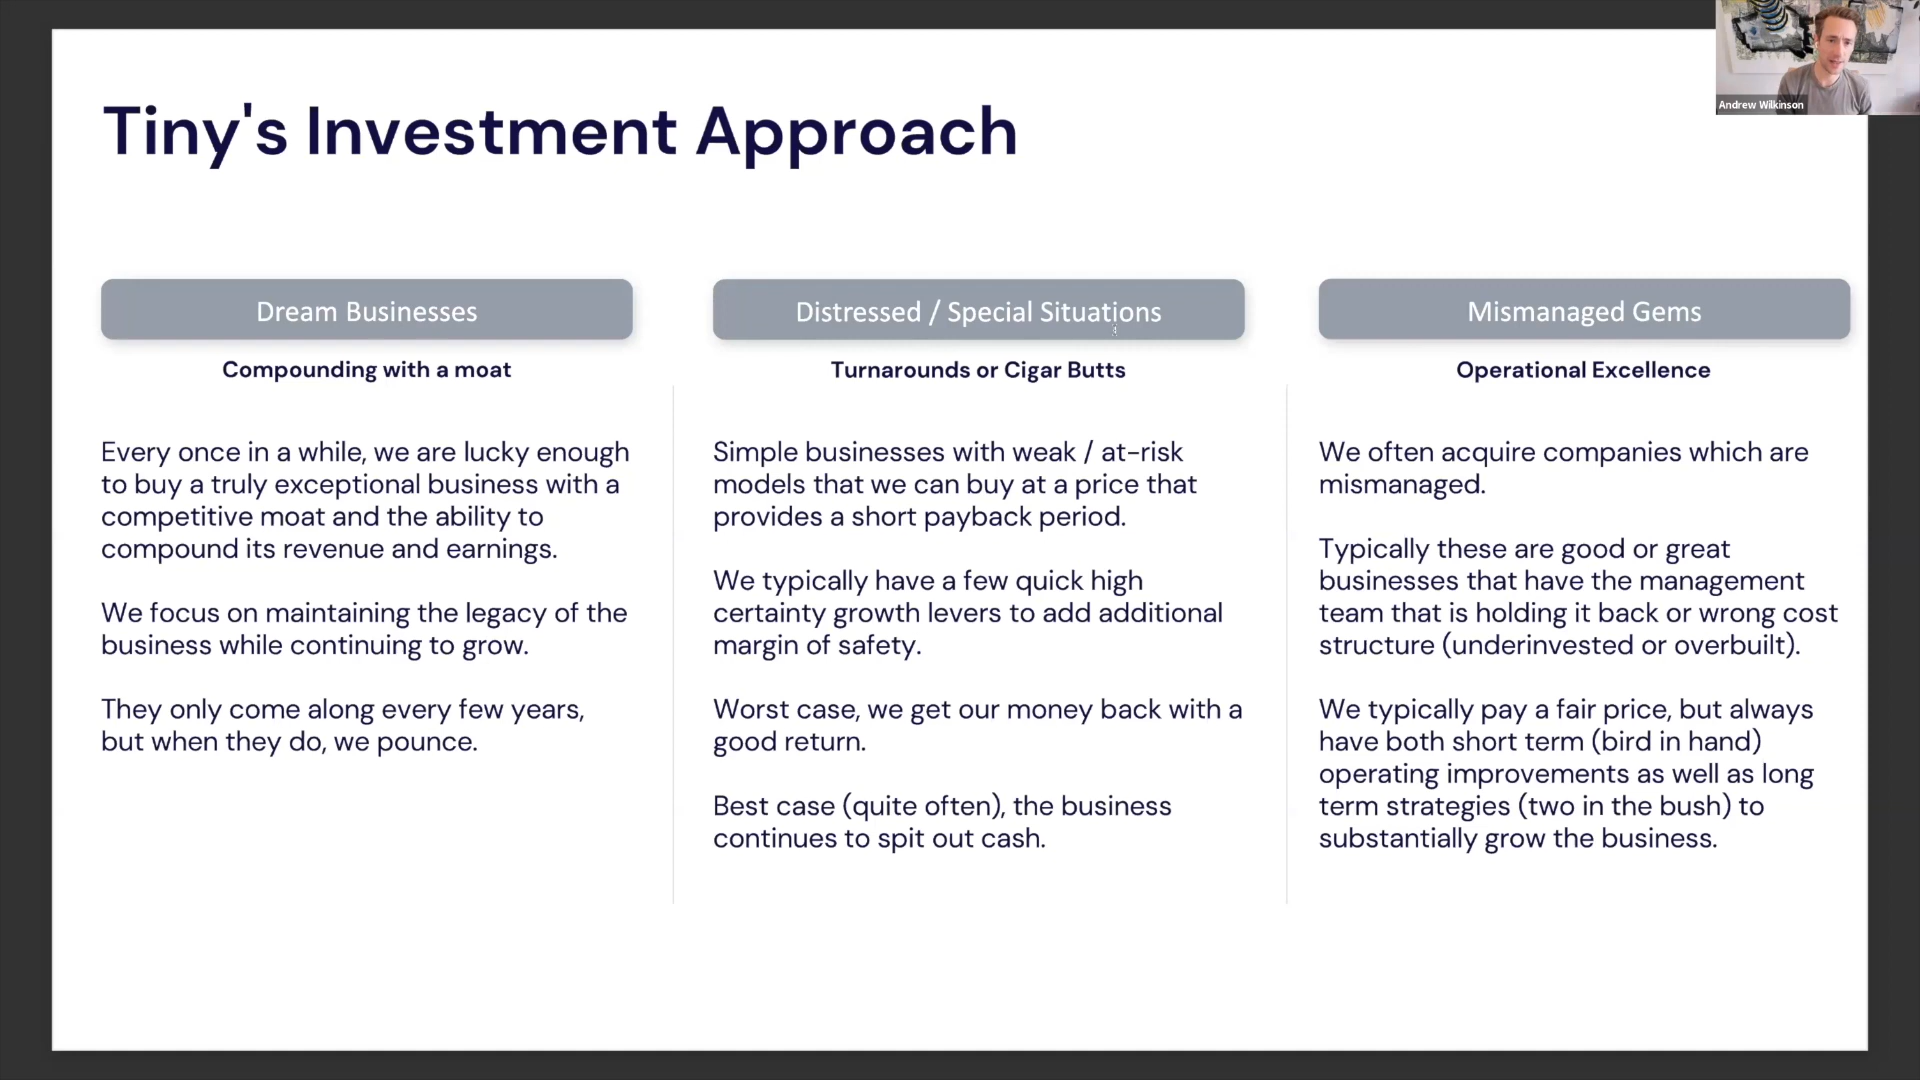 Tiny's Investment Approach
Andrew Wilkinson
Dream Businesses
Compounding with a moat
Every once in a while, we are lucky enough
to buy a truly exceptional business with a
competitive moat and the ability to
compound its revenue and earnings.
We focus on maintaining the legacy of the
business while continuing to grow.
They only come along every few years,
but when they do, we pounce.
Distressed / Special Situations
Turnarounds or Cigar Butts
Simple businesses with weak / at-risk
models that we can buy at a price that
provides a short payback period.
We typically have a few quick high
certainty growth levers to add additional
margin of safety.
Worst case, we get our money back with a
good return.
Best case (quite often), the business
continues to spit out cash.
Mismanaged Gems
Operational Excellence
We often acquire companies which are
mismanaged.
Typically these are good or great
businesses that have the management
team that is holding it back or wrong cost
structure (underinvested or overbuilt).
We typically pay a fair price, but always
have both short term (bird in hand)
operating improvements as well as long
term strategies (two in the bush) to
substantially grow the business.